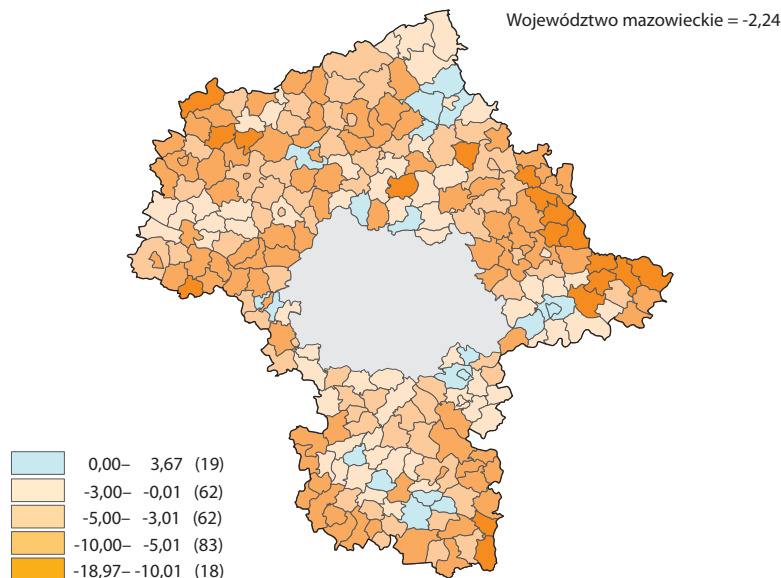 Województwo mazowieckie = -2,24
0,00– 3,67 (19)
-3,00– -0,01 (62)
-5,00– -3,01 (62)
-10,00– -5,01 (83)
-18,97– -10,01 (18)